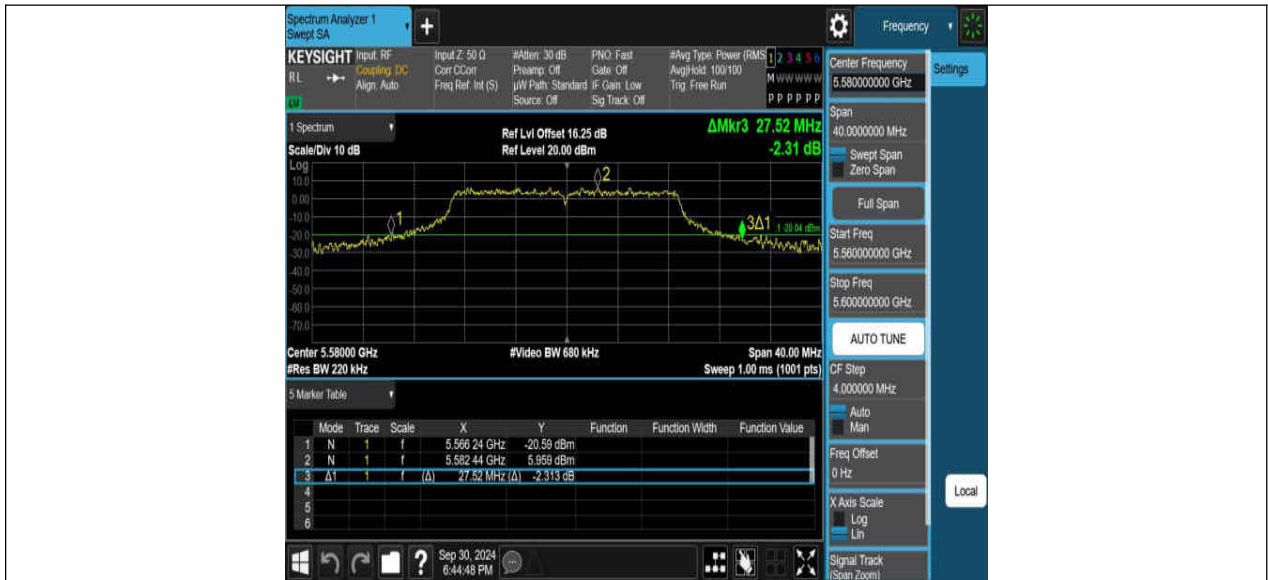 Spectrum Analyzer 1
Swept SA
+
Frequency
KEYSIGHT
RL
LXI
Input: RF
Coupling: DC
Align: Auto
Input Z: 50 Ω
Corr CCorr
Freq Ref: Int (S)
#Atten: 30 dB
Preamp: Off
µW Path: Standard
Source: Off
PNO: Fast
Gate: Off
IF Gain: Low
Sig Track: Off
#Avg Type: Power (RMS
Avg|Hold: 100/100
Trig: Free Run
1 2 3 4 5 6
M W W W W W
P P P P P P
Center Frequency
5.580000000 GHz
Settings
Span
40.0000000 MHz
Swept Span
Zero Span
Full Span
Start Freq
5.560000000 GHz
Stop Freq
5.600000000 GHz
AUTO TUNE
CF Step
4.000000 MHz
Auto
Man
Freq Offset
0 Hz
X Axis Scale
Log
Lin
Signal Track
(Span Zoom)
Local
1 Spectrum
Scale/Div 10 dB
Ref Lvl Offset 16.25 dB
Ref Level 20.00 dBm
ΔMkr3 27.52 MHz
-2.31 dB
Log
10.0
0.00
-10.0
-20.0
-30.0
-40.0
-50.0
-60.0
-70.0
1
2
3Δ1
-20.04 dBm
Center 5.58000 GHz
#Res BW 220 kHz
#Video BW 680 kHz
Span 40.00 MHz
Sweep 1.00 ms (1001 pts)
5 Marker Table
Mode Trace Scale X Y Function Function Width Function Value
1 N 1 f 5.566 24 GHz -20.59 dBm
2 N 1 f 5.582 44 GHz 5.959 dBm
3 Δ1 1 f (Δ) 27.52 MHz (Δ) -2.313 dB
4
5
6
?
Sep 30, 2024
6:44:48 PM